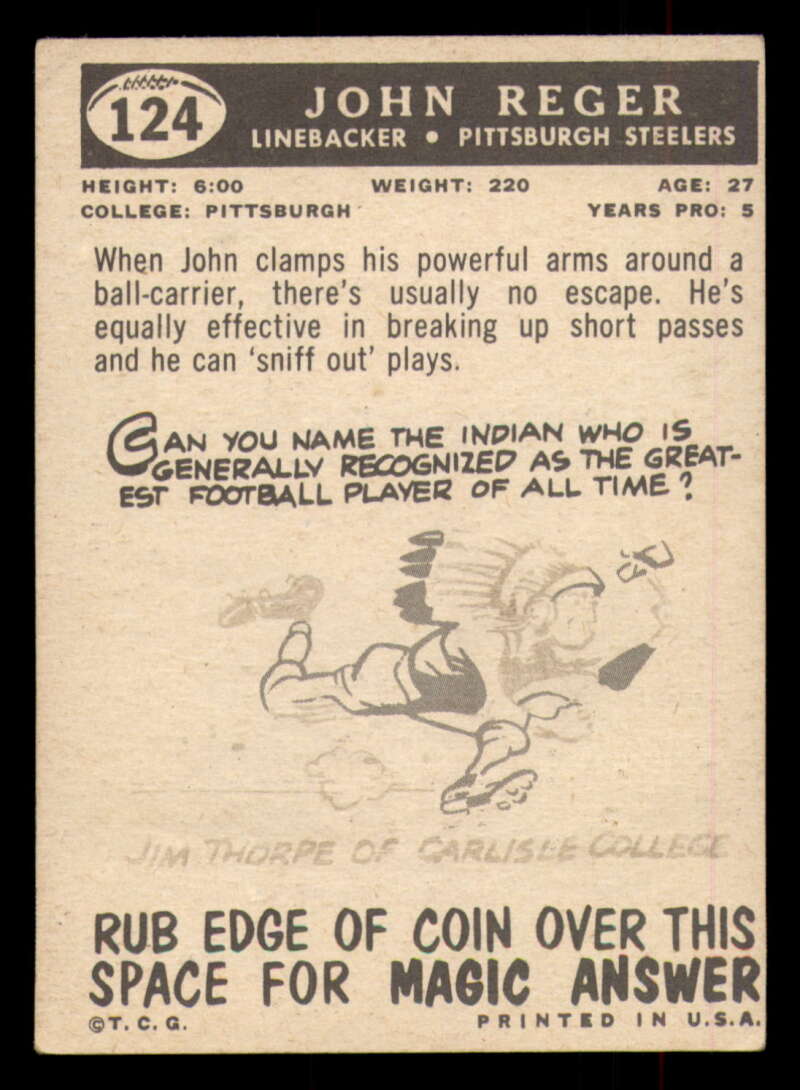 124
JOHN REGER
LINEBACKER • PITTSBURGH STEELERS
HEIGHT: 6:00 WEIGHT: 220 AGE: 27
COLLEGE: PITTSBURGH YEARS PRO: 5
When John clamps his powerful arms around a
ball-carrier, there's usually no escape. He's
equally effective in breaking up short passes
and he can 'sniff out' plays.
CAN YOU NAME THE INDIAN WHO IS
GENERALLY RECOGNIZED AS THE GREAT-
EST FOOTBALL PLAYER OF ALL TIME?
JIM THORPE OF CARLISLE COLLEGE
RUB EDGE OF COIN OVER THIS
SPACE FOR MAGIC ANSWER
©T. C. G. PRINTED IN U.S.A.